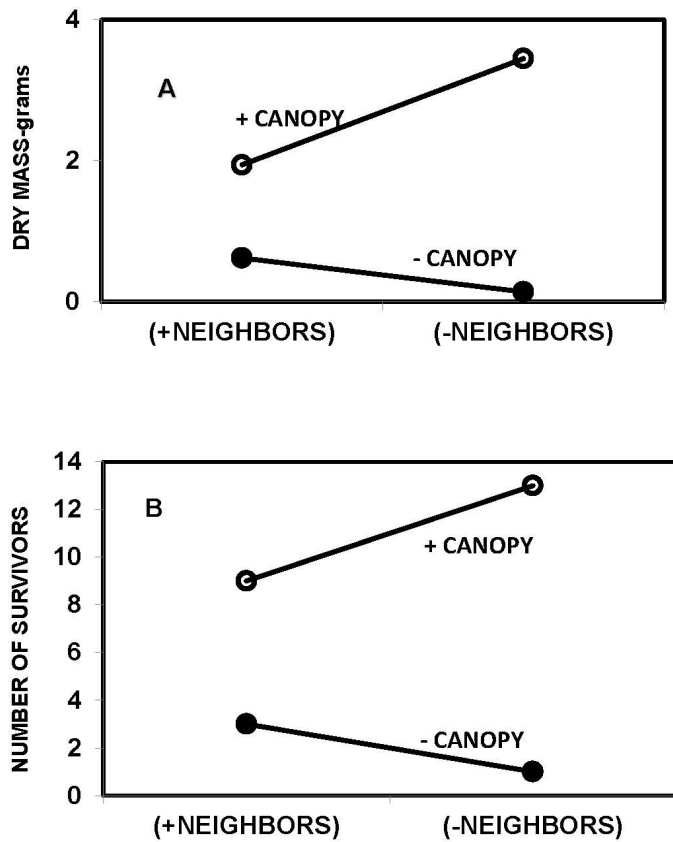 4
A
+ CANOPY
DRY MASS-grams
2
- CANOPY
0
(+NEIGHBORS)
(-NEIGHBORS)
14
B
12
+ CANOPY
10
NUMBER OF SURVIVORS
8
6
4
- CANOPY
2
0
(+NEIGHBORS)
(-NEIGHBORS)